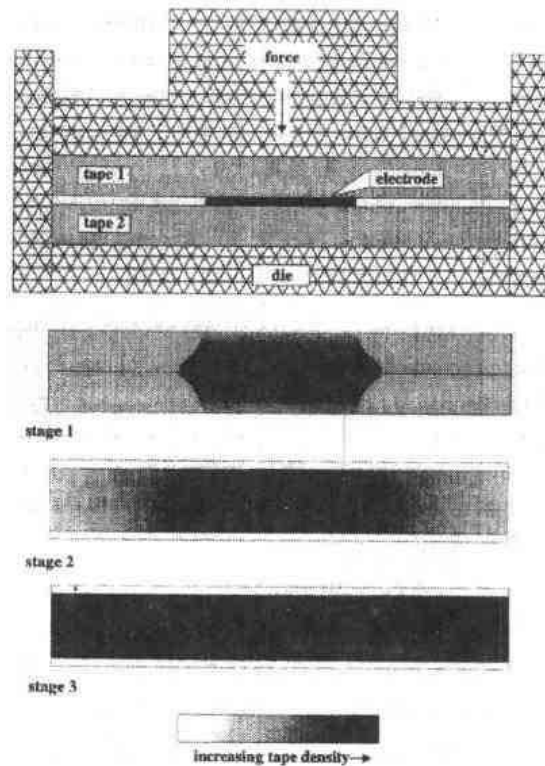 force
tape 1
electrode
tape 2
die
stage 1
stage 2
stage 3
increasing tape density→